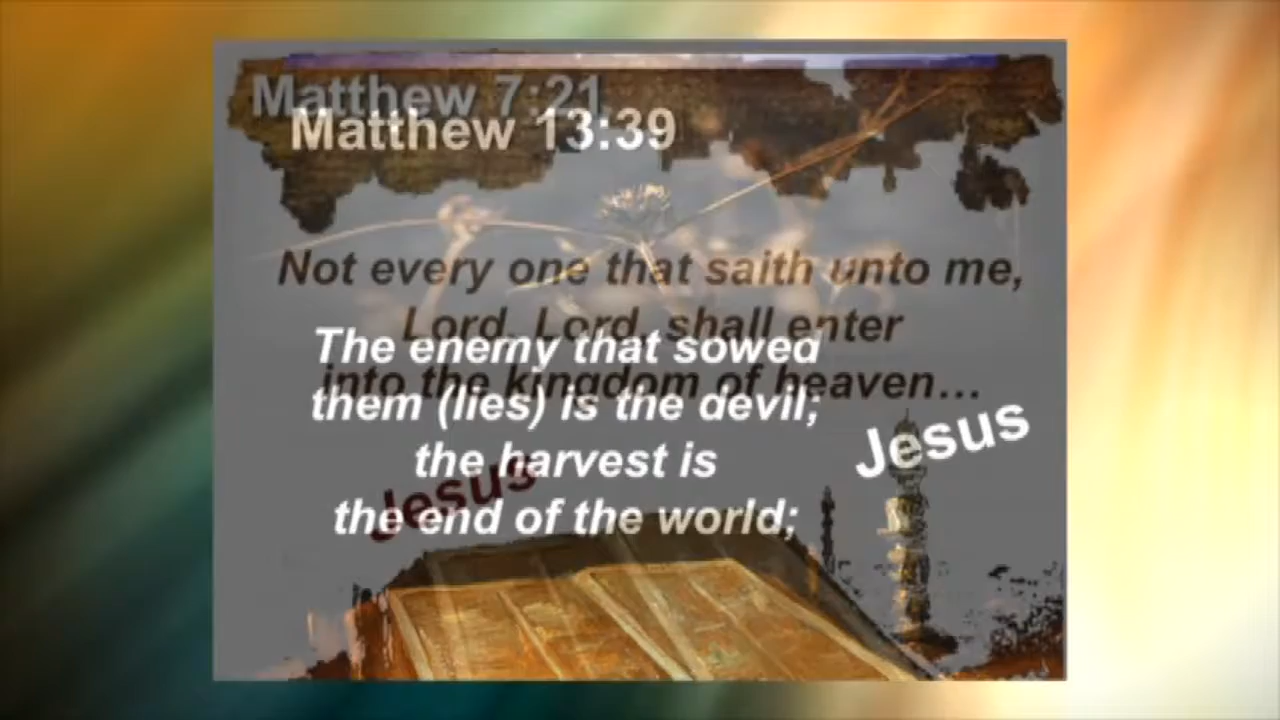 Matthew 7:21
Matthew 13:39
Not every one that saith unto me,
Lord, Lord, shall enter
into the kingdom of heaven…
The enemy that sowed
them (lies) is the devil;
the harvest is
the end of the world;
Jesus
Jesus